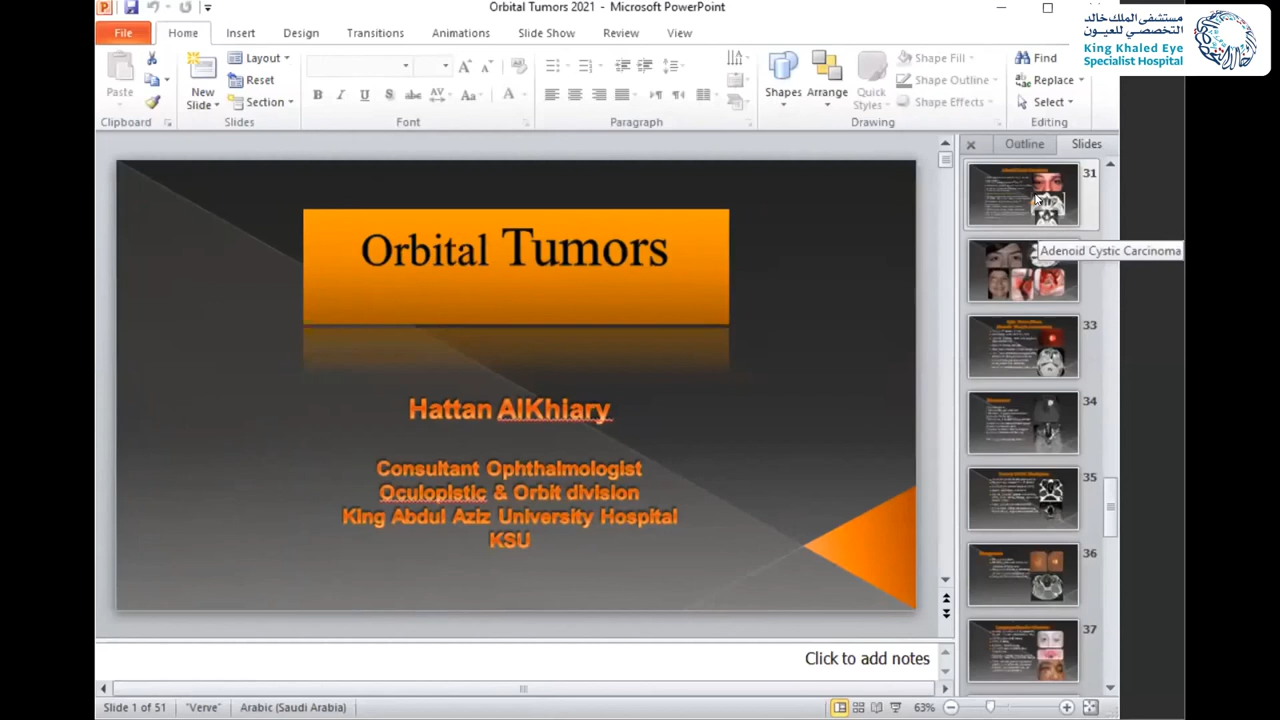 Orbital Tumors 2021 - Microsoft PowerPoint
مستشفى الملك خالد
التخصصي للعيون
King Khaled Eye
Specialist Hospital
File Home Insert Design Transitions Animations Slide Show Review View
Paste
Clipboard
New
Slide
Layout
Reset
Section
Slides
B I U S abc AV Aa A
Font
Paragraph
Shapes
Arrange
Quick
Styles
Shape Fill
Shape Outline
Shape Effects
Drawing
Find
Replace
Select
Editing
Outline Slides
Orbital Tumors
Hattan AlKhiary
Consultant Ophthalmologist
Oculoplstic & Orbit division
King Abdul Aziz University Hospital
KSU
31
Adenoid Cystic Carcinoma
33
34
35
36
37
Click to add notes
Slide 1 of 51 "Verve" Arabic (Saudi Arabia) 63%